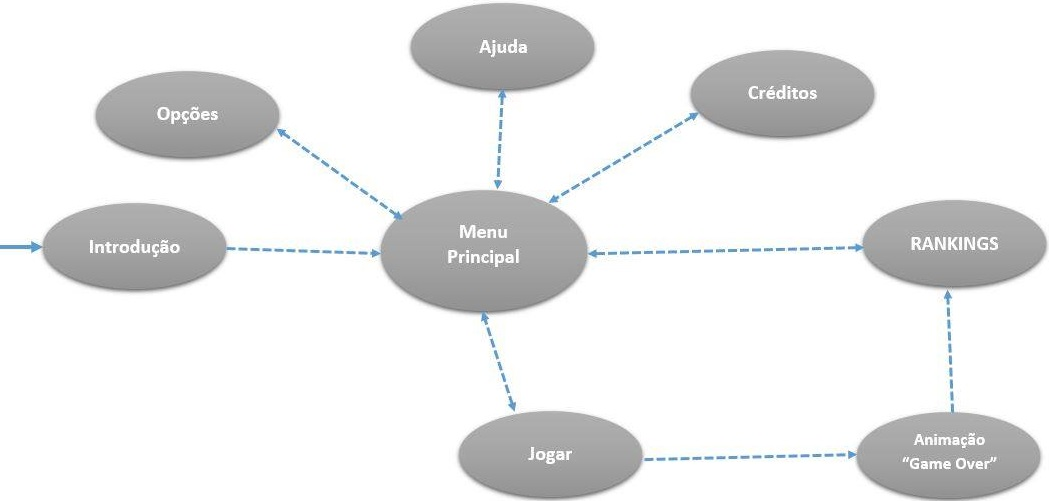 Ajuda
Créditos
Opções
Introdução
Menu
Principal
RANKINGS
Jogar
Animação
“Game Over”